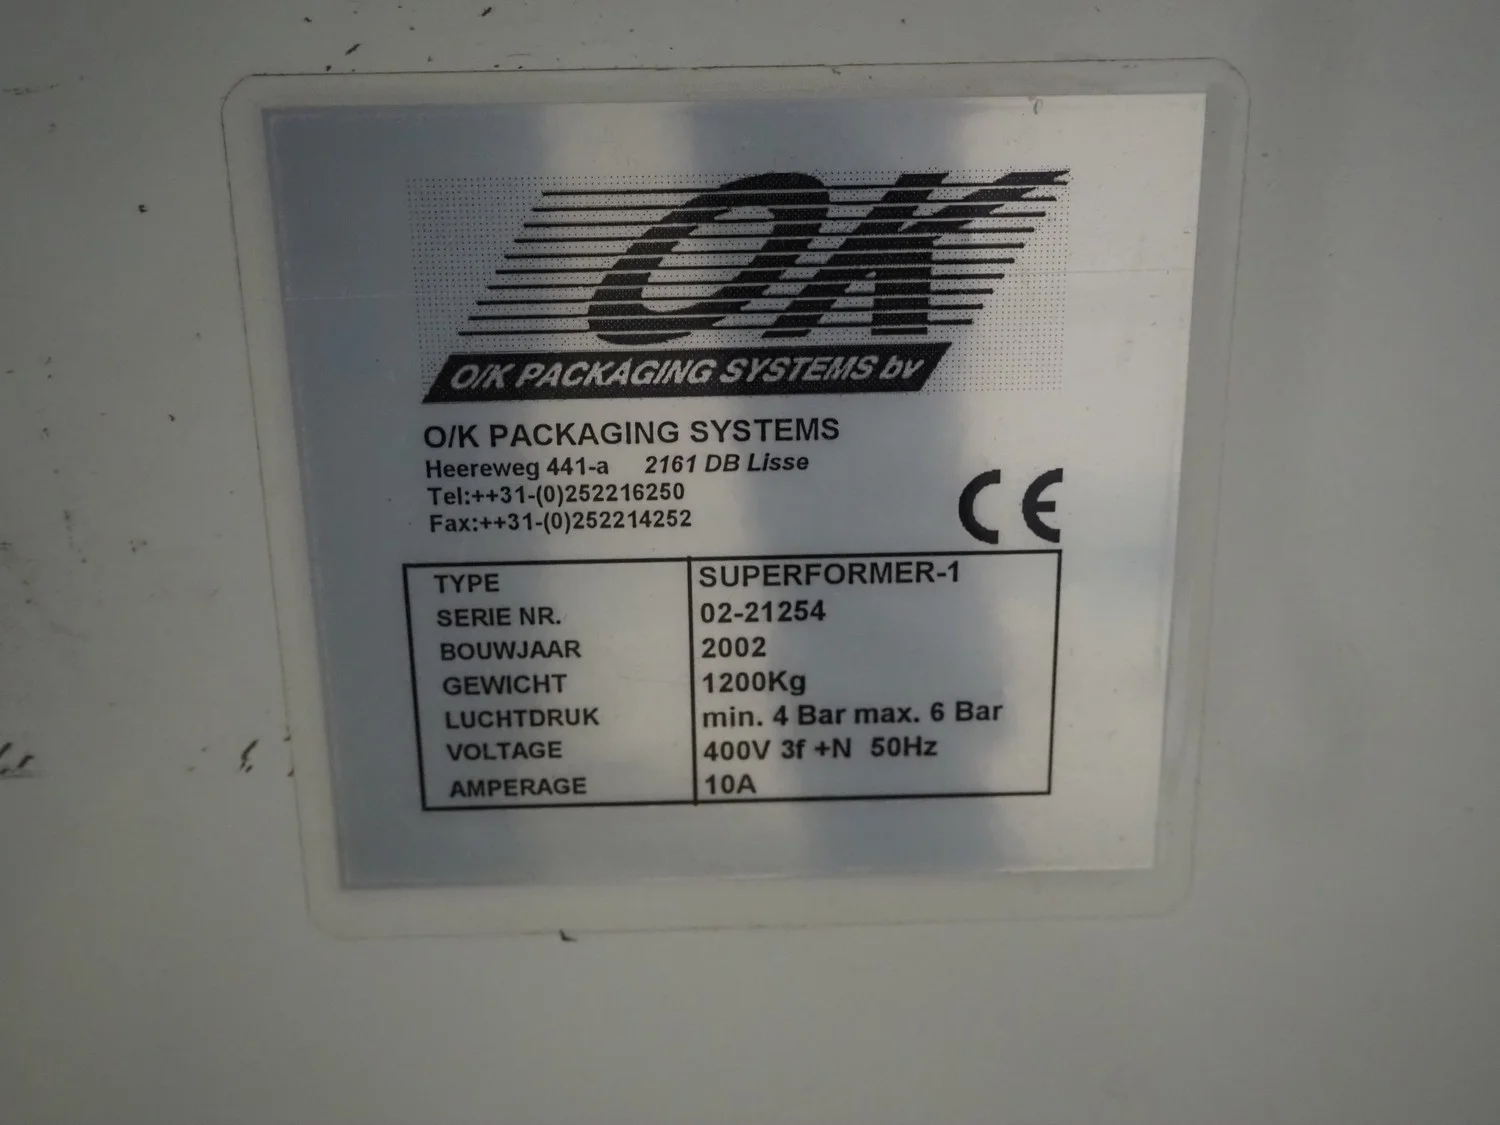 OK
O/K PACKAGING SYSTEMS bv
O/K PACKAGING SYSTEMS
Heereweg 441-a 2161 DB Lisse
Tel:++31-(0)252216250
Fax:++31-(0)252214252
CE
TYPE SUPERFORMER-1
SERIE NR. 02-21254
BOUWJAAR 2002
GEWICHT 1200Kg
LUCHTDRUK min. 4 Bar max. 6 Bar
VOLTAGE 400V 3f +N 50Hz
AMPERAGE 10A